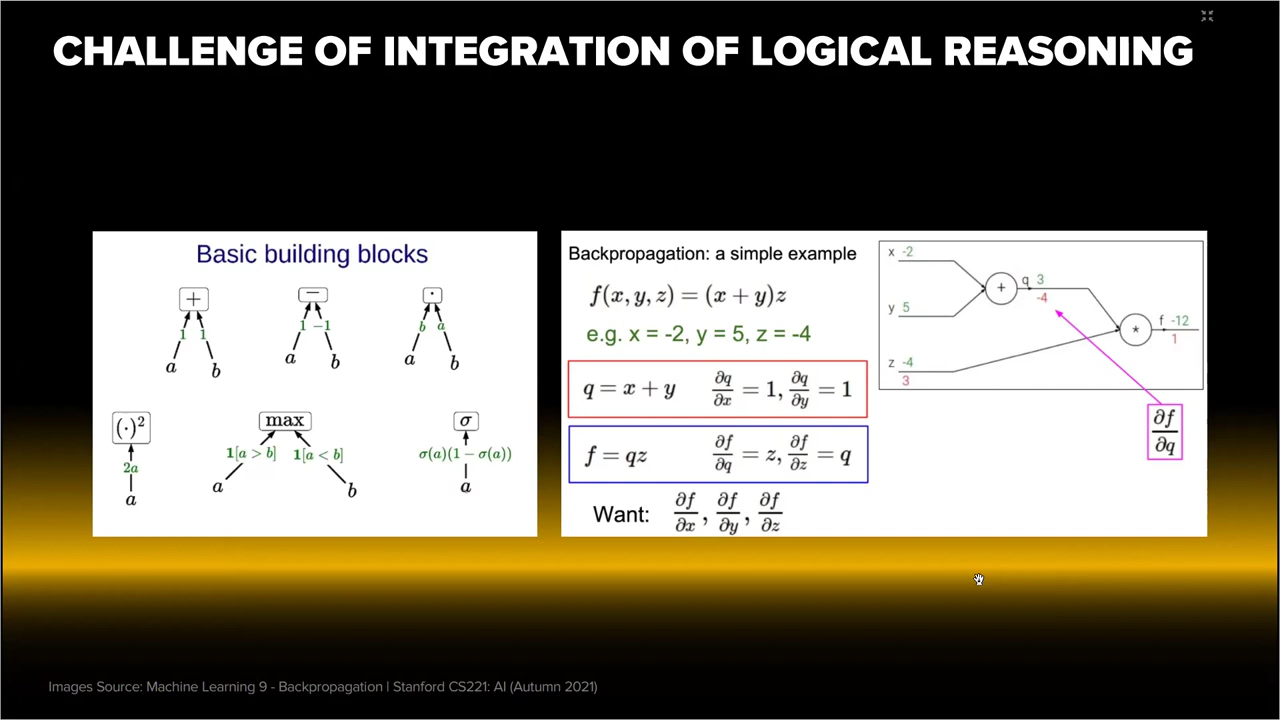 CHALLENGE OF INTEGRATION OF LOGICAL REASONING
Basic building blocks
+
1 1
a b
−
1 −1
a b
·
b a
a b
(·)²
2a
a
max
1[a > b] 1[a < b]
a b
σ
σ(a)(1 − σ(a))
a
Backpropagation: a simple example
f(x, y, z) = (x + y)z
e.g. x = -2, y = 5, z = -4
q = x + y ∂q/∂x = 1, ∂q/∂y = 1
f = qz ∂f/∂q = z, ∂f/∂z = q
Want: ∂f/∂x, ∂f/∂y, ∂f/∂z
x -2
y 5
z -4
3
+
q 3
-4
*
f -12
1
∂f/∂q
Images Source: Machine Learning 9 - Backpropagation | Stanford CS221: AI (Autumn 2021)